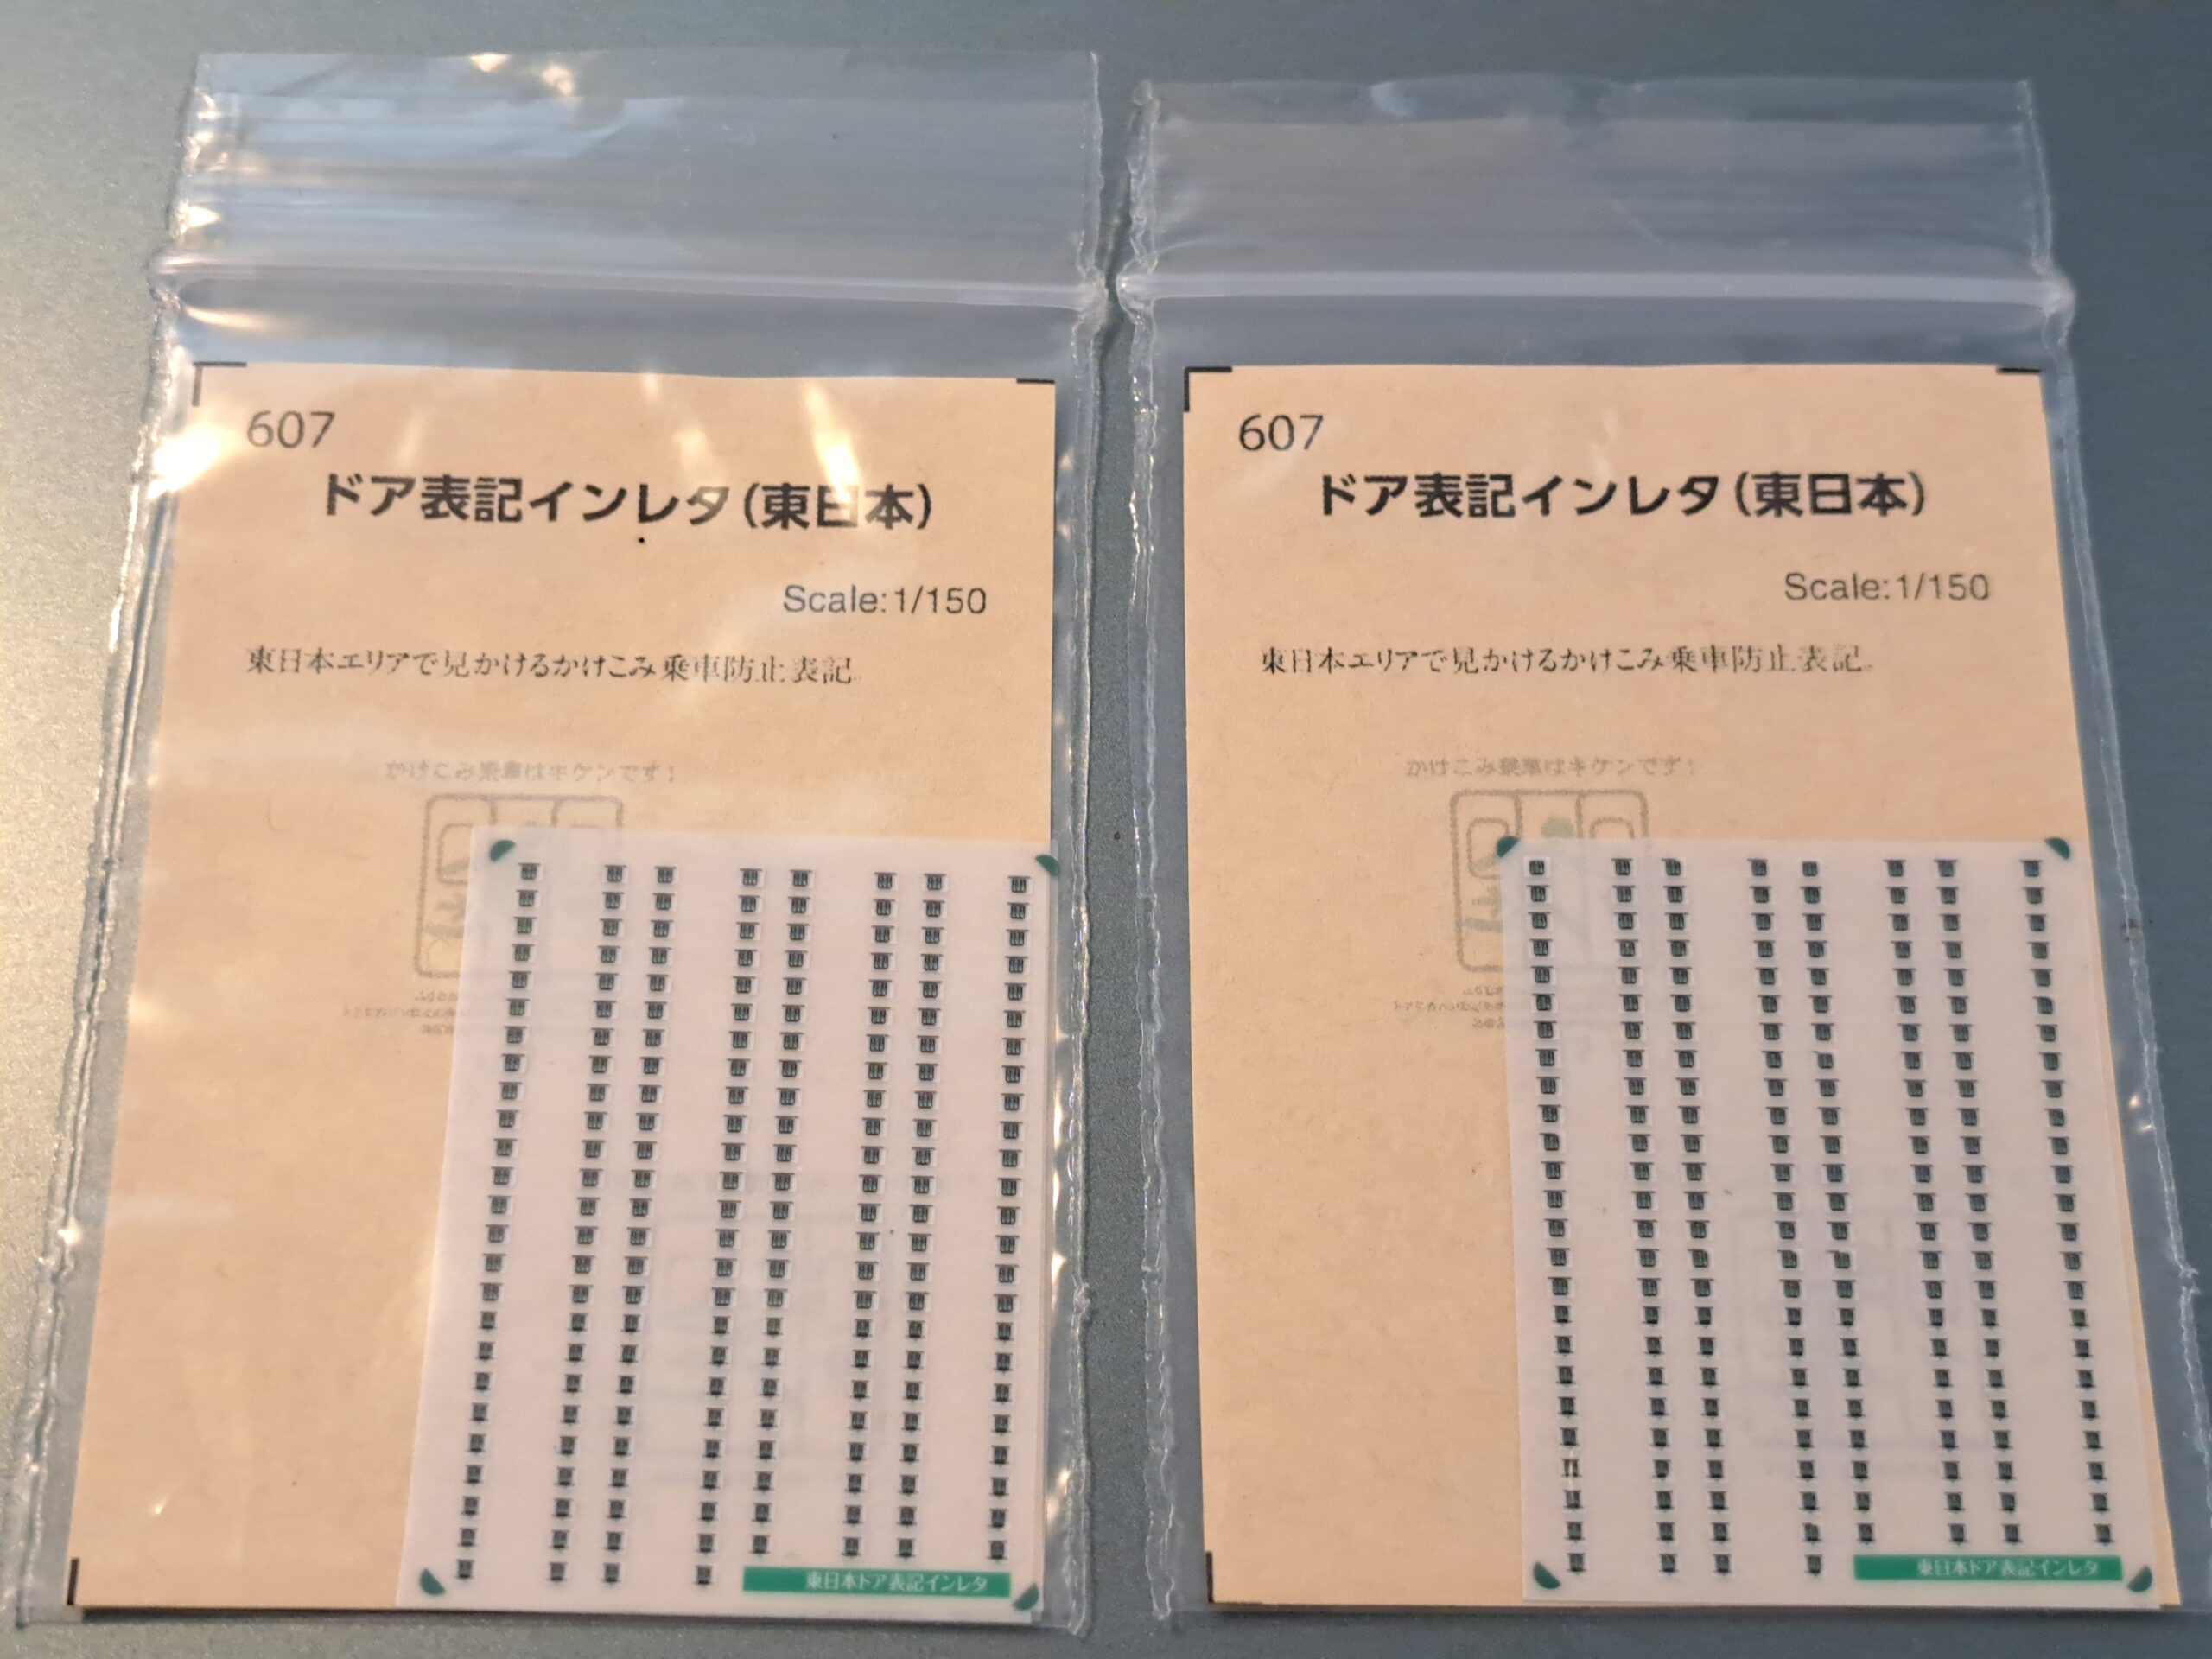 607
ドア表記インレタ(東日本)
Scale:1/150
東日本エリアで見かけるかけこみ乗車防止表記。
かけこみ乗車はキケンです!
東日本ドア表記インレタ
607
ドア表記インレタ(東日本)
Scale:1/150
東日本エリアで見かけるかけこみ乗車防止表記。
かけこみ乗車はキケンです!
東日本ドア表記インレタ